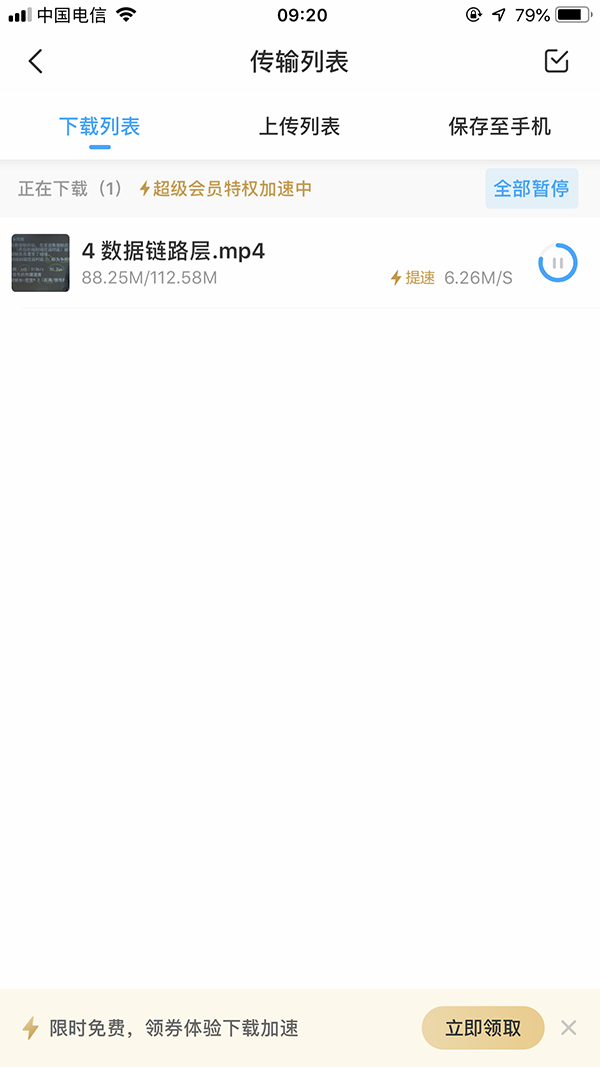 中国电信 09:20 79%
传输列表
下载列表 上传列表 保存至手机
正在下载（1） 超级会员特权加速中 全部暂停
4 数据链路层.mp4
88.25M/112.58M 提速 6.26M/S
限时免费，领券体验下载加速 立即领取